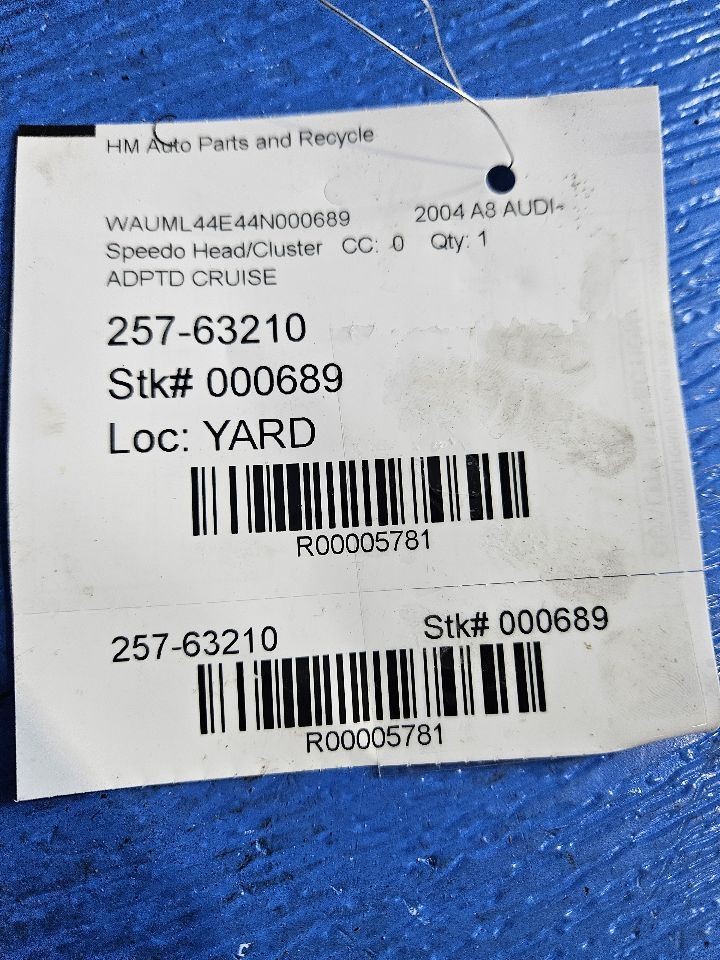 HM Auto Parts and Recycle
WAUML44E44N000689 2004 A8 AUDI~
Speedo Head/Cluster CC: 0 Qty: 1
ADPTD CRUISE
257-63210
Stk# 000689
Loc: YARD
R00005781
257-63210 Stk# 000689
R00005781